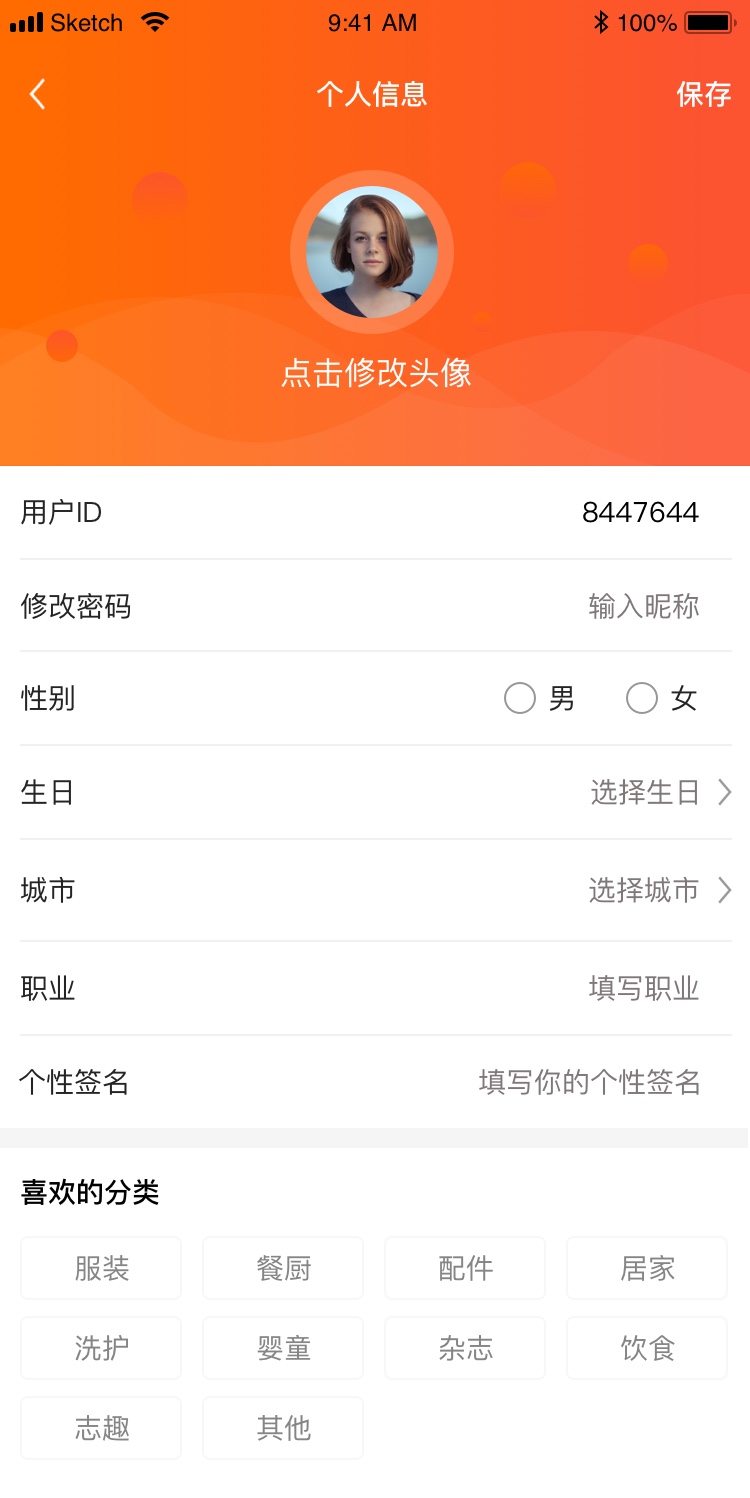 Sketch 9:41 AM 100%
个人信息 保存
点击修改头像
用户ID 8447644
修改密码 输入昵称
性别 男 女
生日 选择生日
城市 选择城市
职业 填写职业
个性签名 填写你的个性签名
喜欢的分类
服装 餐厨 配件 居家
洗护 婴童 杂志 饮食
志趣 其他